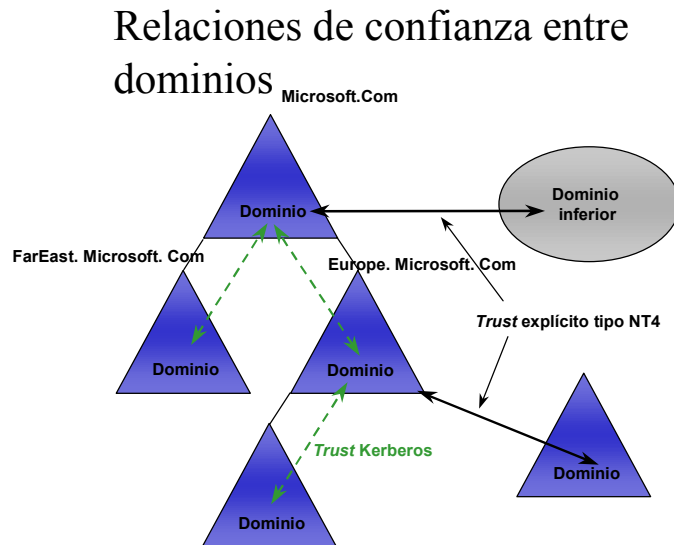 Relaciones de confianza entre
dominios
Microsoft.Com
Dominio
Dominio
inferior
FarEast. Microsoft. Com
Europe. Microsoft. Com
Trust explícito tipo NT4
Dominio
Dominio
Trust Kerberos
Dominio
Dominio